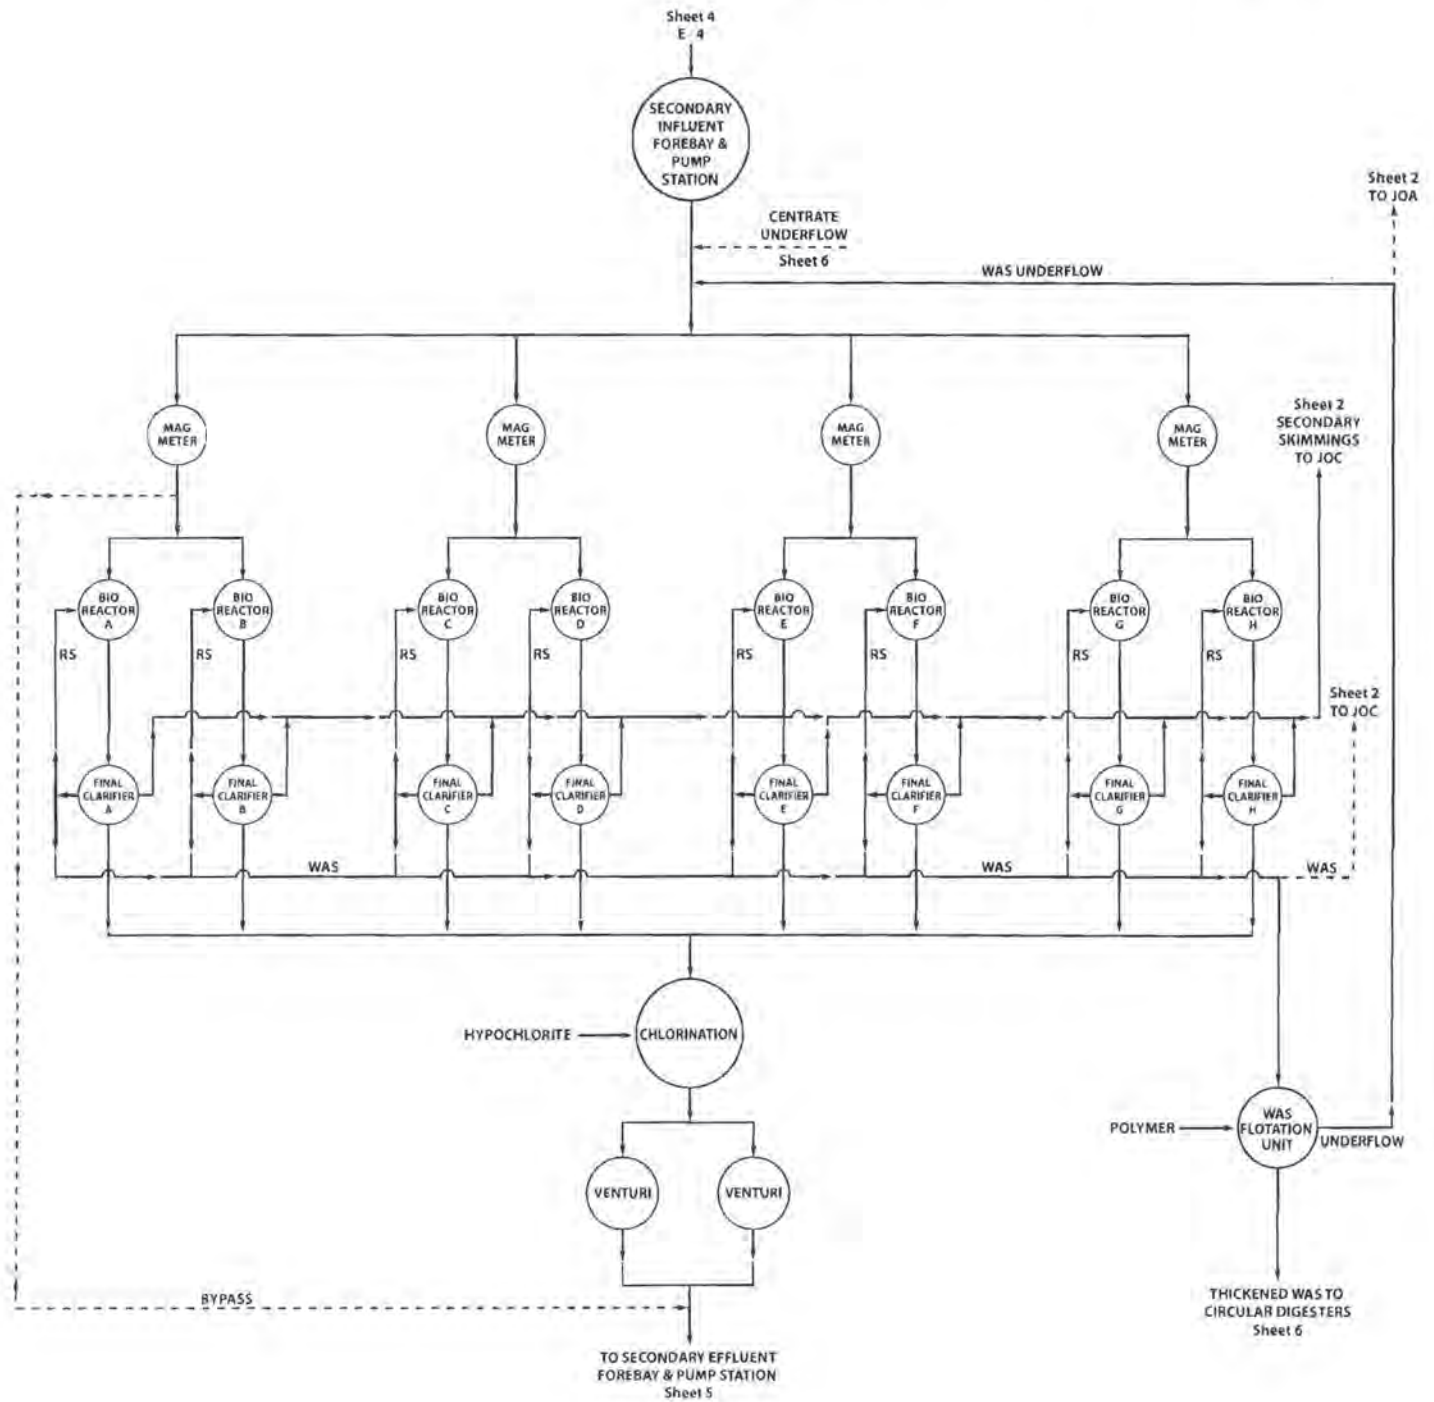 Sheet 4
E 4
SECONDARY
INFLUENT
FOREBAY &
PUMP
STATION
Sheet 2
TO JOA
CENTRATE
UNDERFLOW
Sheet 6
WAS UNDERFLOW
MAG
METER
MAG
METER
MAG
METER
MAG
METER
Sheet 2
SECONDARY
SKIMMINGS
TO JOC
BIO
REACTOR
A
BIO
REACTOR
B
BIO
REACTOR
C
BIO
REACTOR
D
BIO
REACTOR
E
BIO
REACTOR
F
BIO
REACTOR
G
BIO
REACTOR
H
RS
RS
RS
RS
RS
RS
RS
RS
Sheet 2
TO JOC
FINAL
CLARIFIER
A
FINAL
CLARIFIER
B
FINAL
CLARIFIER
C
FINAL
CLARIFIER
D
FINAL
CLARIFIER
E
FINAL
CLARIFIER
F
FINAL
CLARIFIER
G
FINAL
CLARIFIER
H
WAS
WAS
WAS
HYPOCHLORITE
CHLORINATION
POLYMER
WAS
FLOTATION
UNIT
UNDERFLOW
VENTURI
VENTURI
BYPASS
THICKENED WAS TO
CIRCULAR DIGESTERS
Sheet 6
TO SECONDARY EFFLUENT
FOREBAY & PUMP STATION
Sheet 5